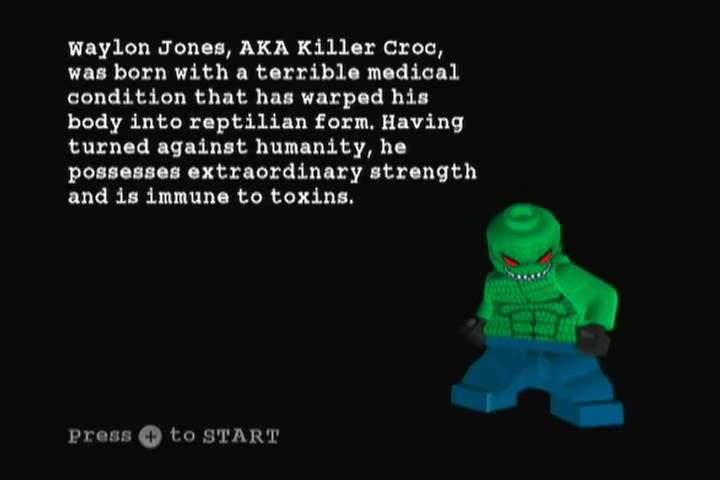 Waylon Jones, AKA Killer Croc,
was born with a terrible medical
condition that has warped his
body into reptilian form. Having
turned against humanity, he
possesses extraordinary strength
and is immune to toxins.
Press + to START